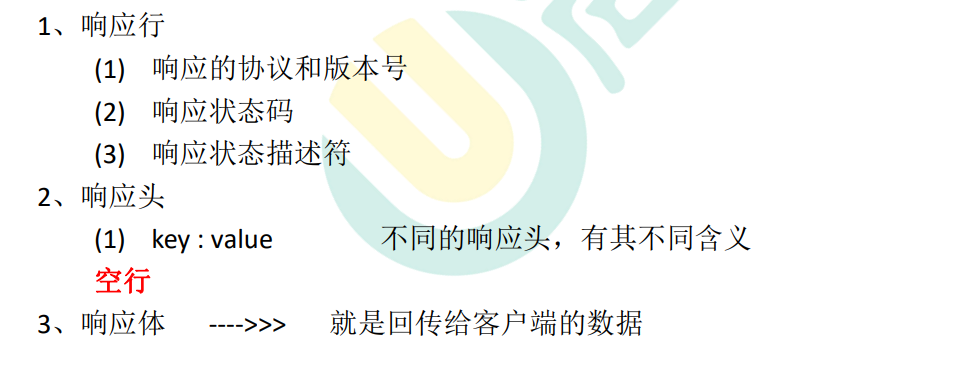 1、响应行
(1) 响应的协议和版本号
(2) 响应状态码
(3) 响应状态描述符
2、响应头
(1) key : value 不同的响应头，有其不同含义
空行
3、响应体 ---->>> 就是回传给客户端的数据